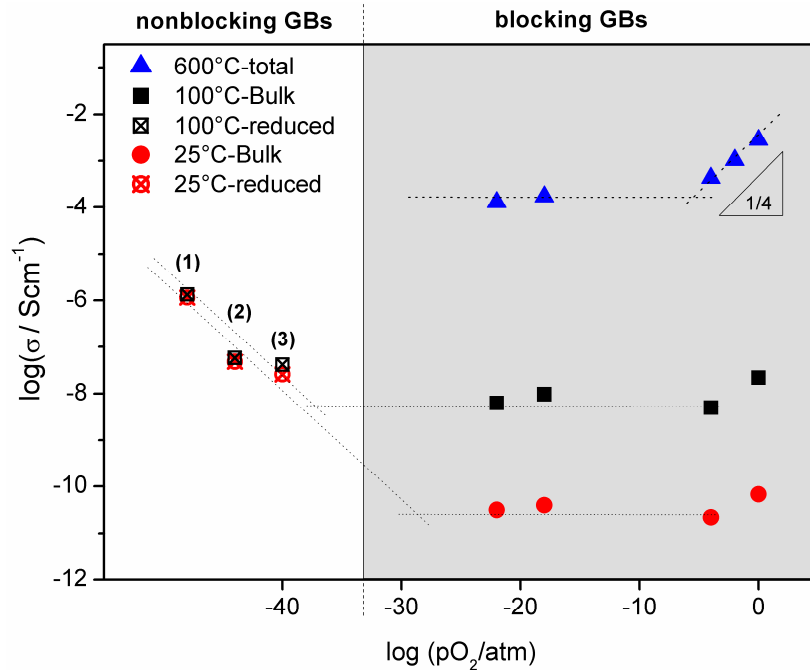 nonblocking GBs
blocking GBs
600°C-total
100°C-Bulk
100°C-reduced
25°C-Bulk
25°C-reduced
(1)
(2)
(3)
1/4
log(σ / Scm⁻¹)
-2
-4
-6
-8
-10
-12
-40
-30
-20
-10
0
log (pO₂/atm)